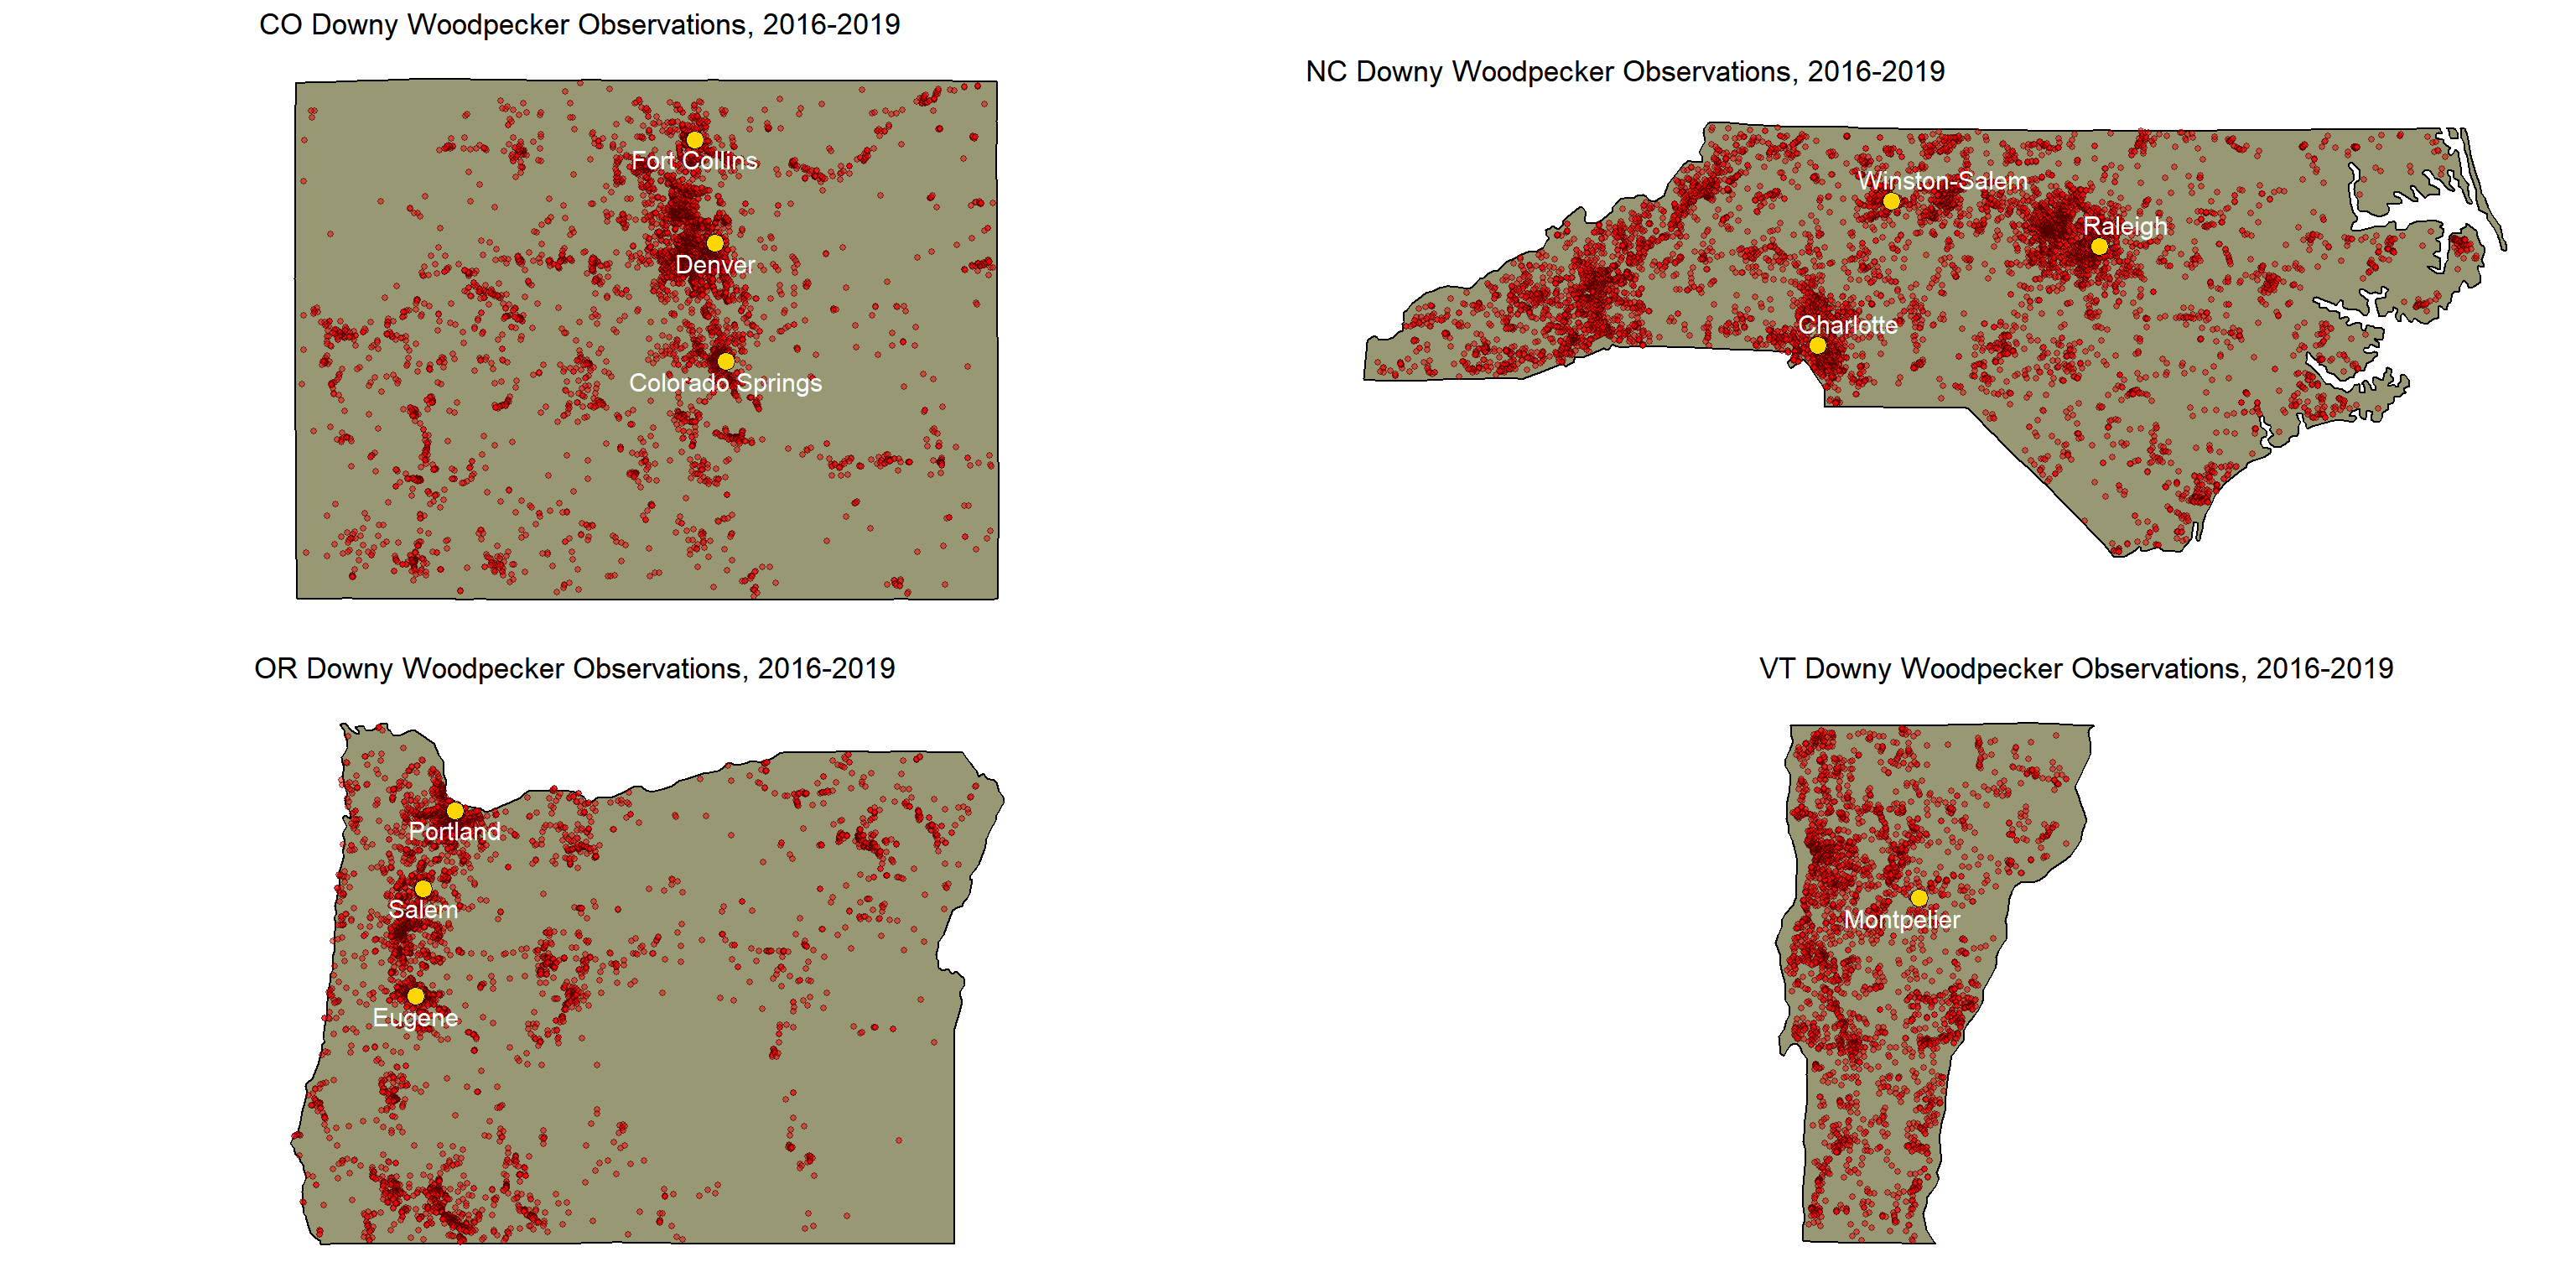 CO Downy Woodpecker Observations, 2016-2019
Fort Collins
Denver
Colorado Springs
NC Downy Woodpecker Observations, 2016-2019
Winston-Salem
Raleigh
Charlotte
OR Downy Woodpecker Observations, 2016-2019
Portland
Salem
Eugene
VT Downy Woodpecker Observations, 2016-2019
Montpelier